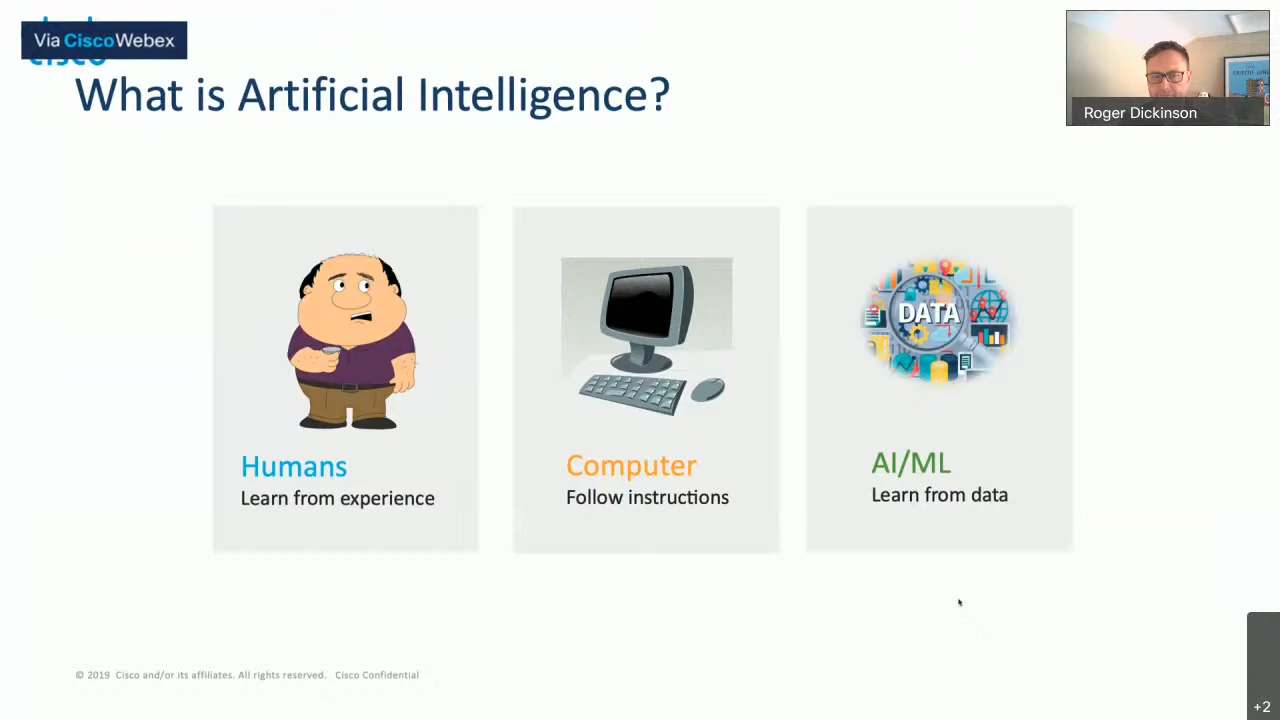 Via CiscoWebex
cisco
What is Artificial Intelligence?
Roger Dickinson
DATA
Humans
Learn from experience
Computer
Follow instructions
AI/ML
Learn from data
© 2019 Cisco and/or its affiliates. All rights reserved. Cisco Confidential
+2